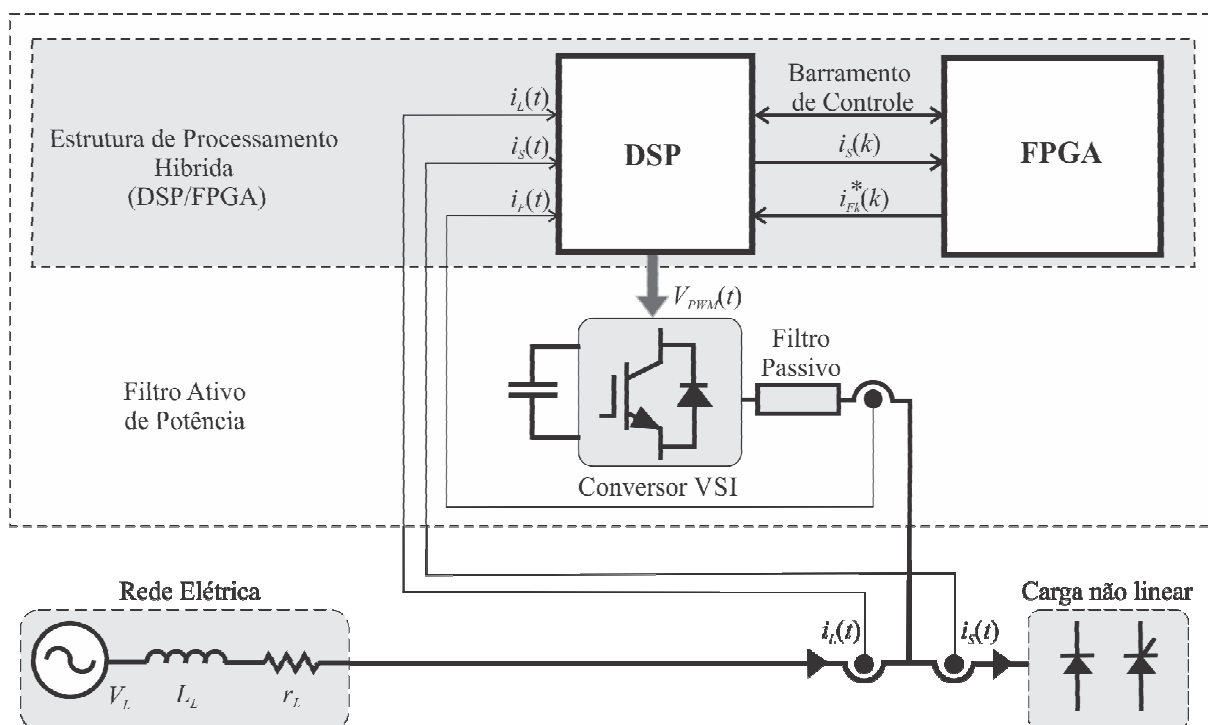 Estrutura de Processamento
Hibrida
(DSP/FPGA)
i_L(t)
i_S(t)
i_F(t)
DSP
Barramento
de Controle
i_S(k)
i_Fk*(k)
FPGA
V_PWM(t)
Filtro Ativo
de Potência
Filtro
Passivo
Conversor VSI
Rede Elétrica
V_L
L_L
r_L
i_L(t)
i_S(t)
Carga não linear